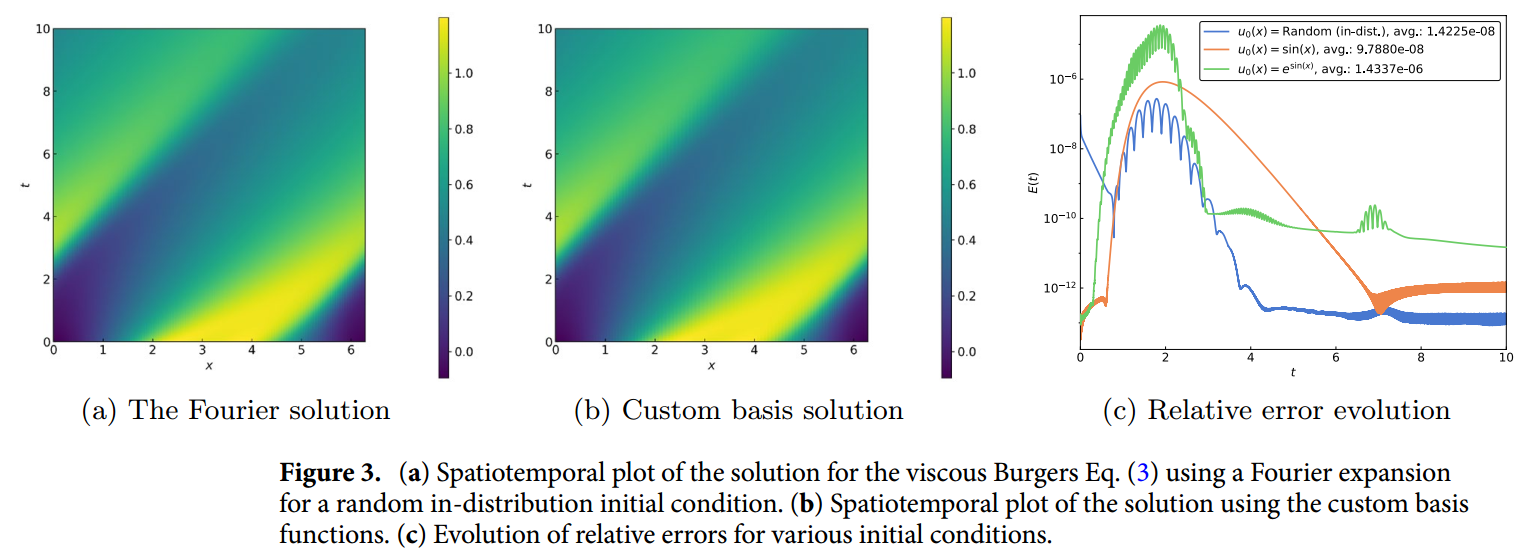 10
8
6
4
2
0
t
0 1 2 3 4 5 6
x
1.0
0.8
0.6
0.4
0.2
0.0
(a) The Fourier solution
10
8
6
4
2
0
t
0 1 2 3 4 5 6
x
1.0
0.8
0.6
0.4
0.2
0.0
(b) Custom basis solution
u₀(x) = Random (in-dist.), avg.: 1.4225e-08
u₀(x) = sin(x), avg.: 9.7880e-08
u₀(x) = e^sin(x), avg.: 1.4337e-06
10⁻⁶
10⁻⁸
10⁻¹⁰
10⁻¹²
E(t)
0 2 4 6 8 10
t
(c) Relative error evolution
Figure 3. (a) Spatiotemporal plot of the solution for the viscous Burgers Eq. (3) using a Fourier expansion
for a random in-distribution initial condition. (b) Spatiotemporal plot of the solution using the custom basis
functions. (c) Evolution of relative errors for various initial conditions.